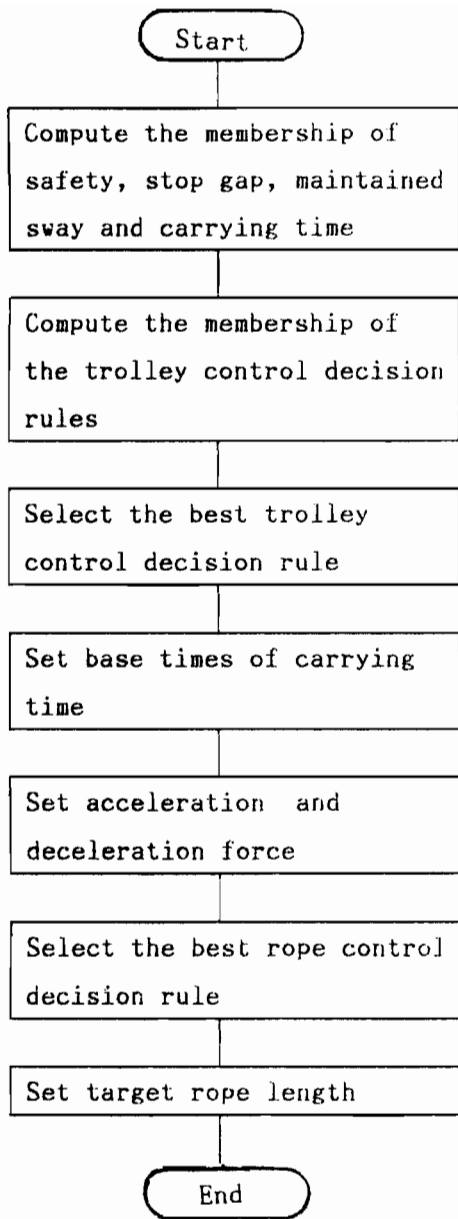 Start
Compute the membership of
safety, stop gap, maintained
sway and carrying time
Compute the membership of
the trolley control decision
rules
Select the best trolley
control decision rule
Set base times of carrying
time
Set acceleration and
deceleration force
Select the best rope control
decision rule
Set target rope length
End